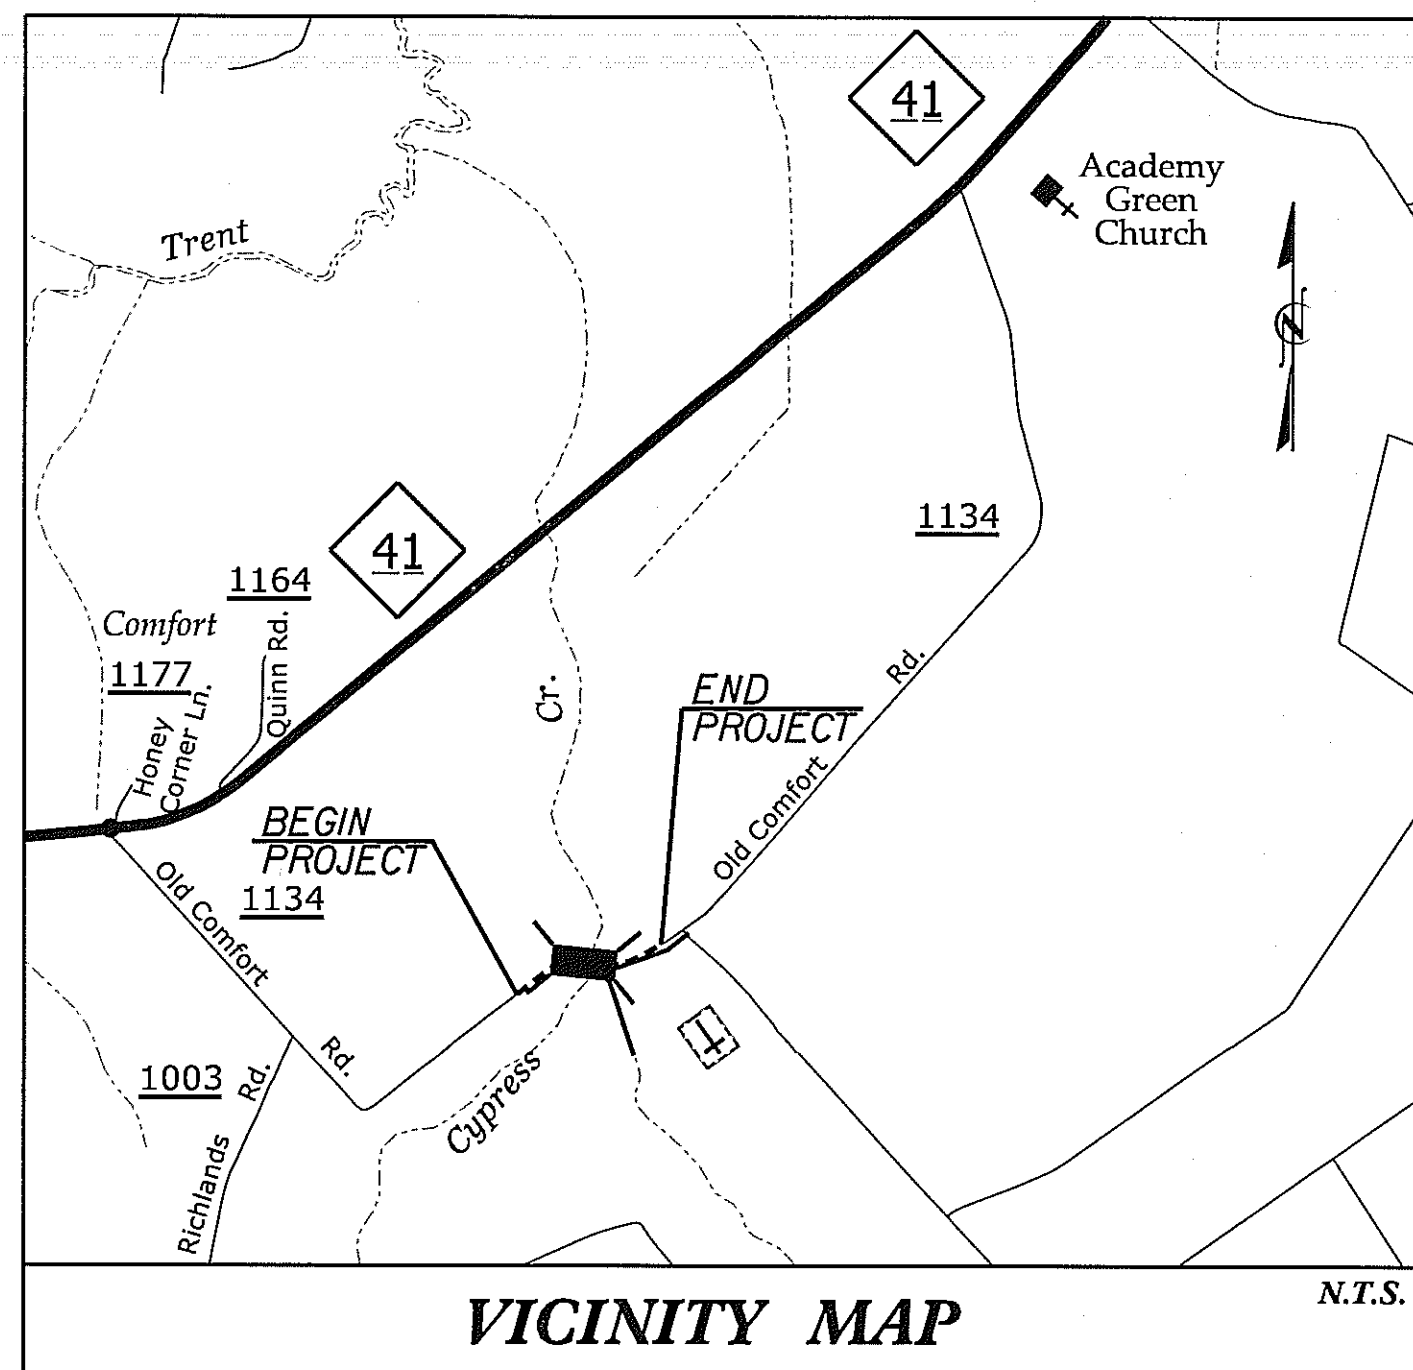 41
Academy
Green
Church
Trent
N
1134
41
1164
Comfort
1177
Quinn Rd.
Honey
Corner Ln.
Cr.
Rd.
END
PROJECT
Old Comfort
BEGIN
PROJECT
1134
Old Comfort
Rd.
1003
Rd.
Richlands
Cypress
N.T.S.
VICINITY MAP